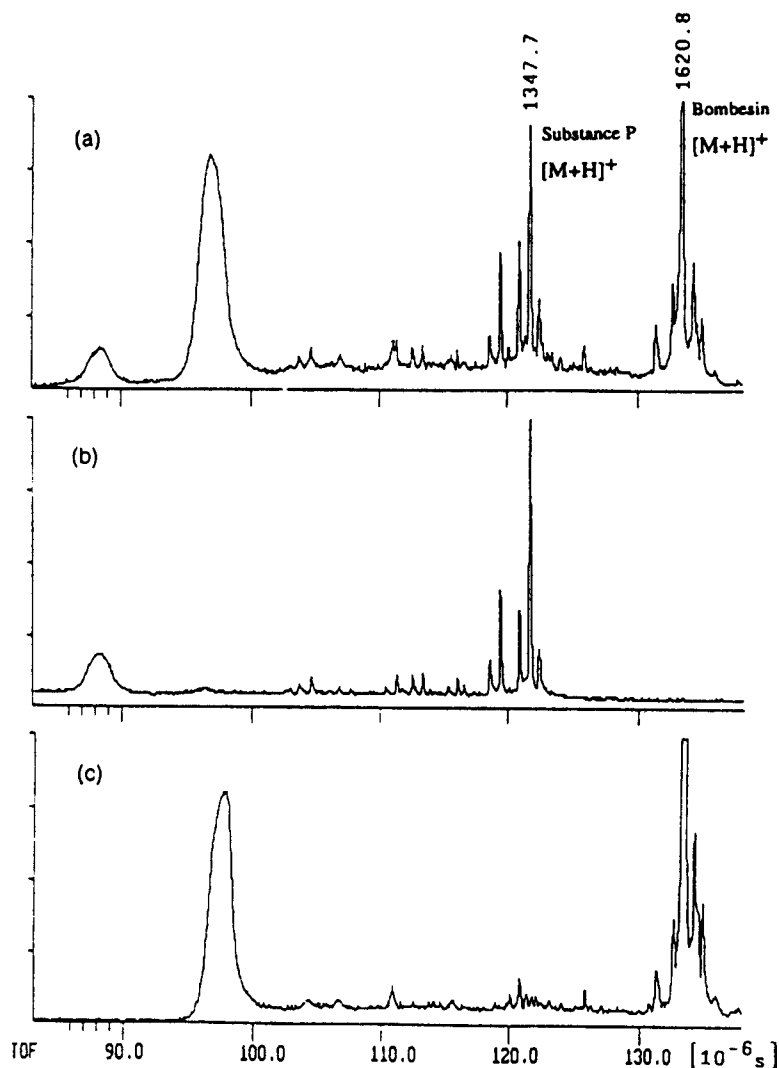 1347.7
1620.8
(a)
Substance P
[M+H]+
Bombesin
[M+H]+
(b)
(c)
TOF 90.0 100.0 110.0 120.0 130.0 [10-6s]